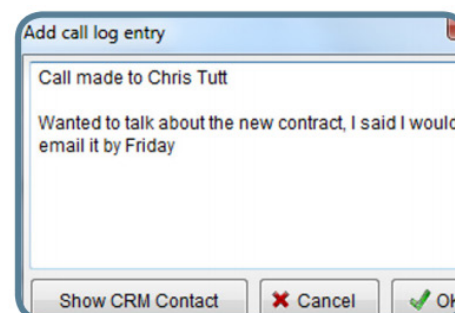 Add call log entry
Call made to Chris Tutt
Wanted to talk about the new contract, I said I would
email it by Friday
Show CRM Contact
Cancel
OK